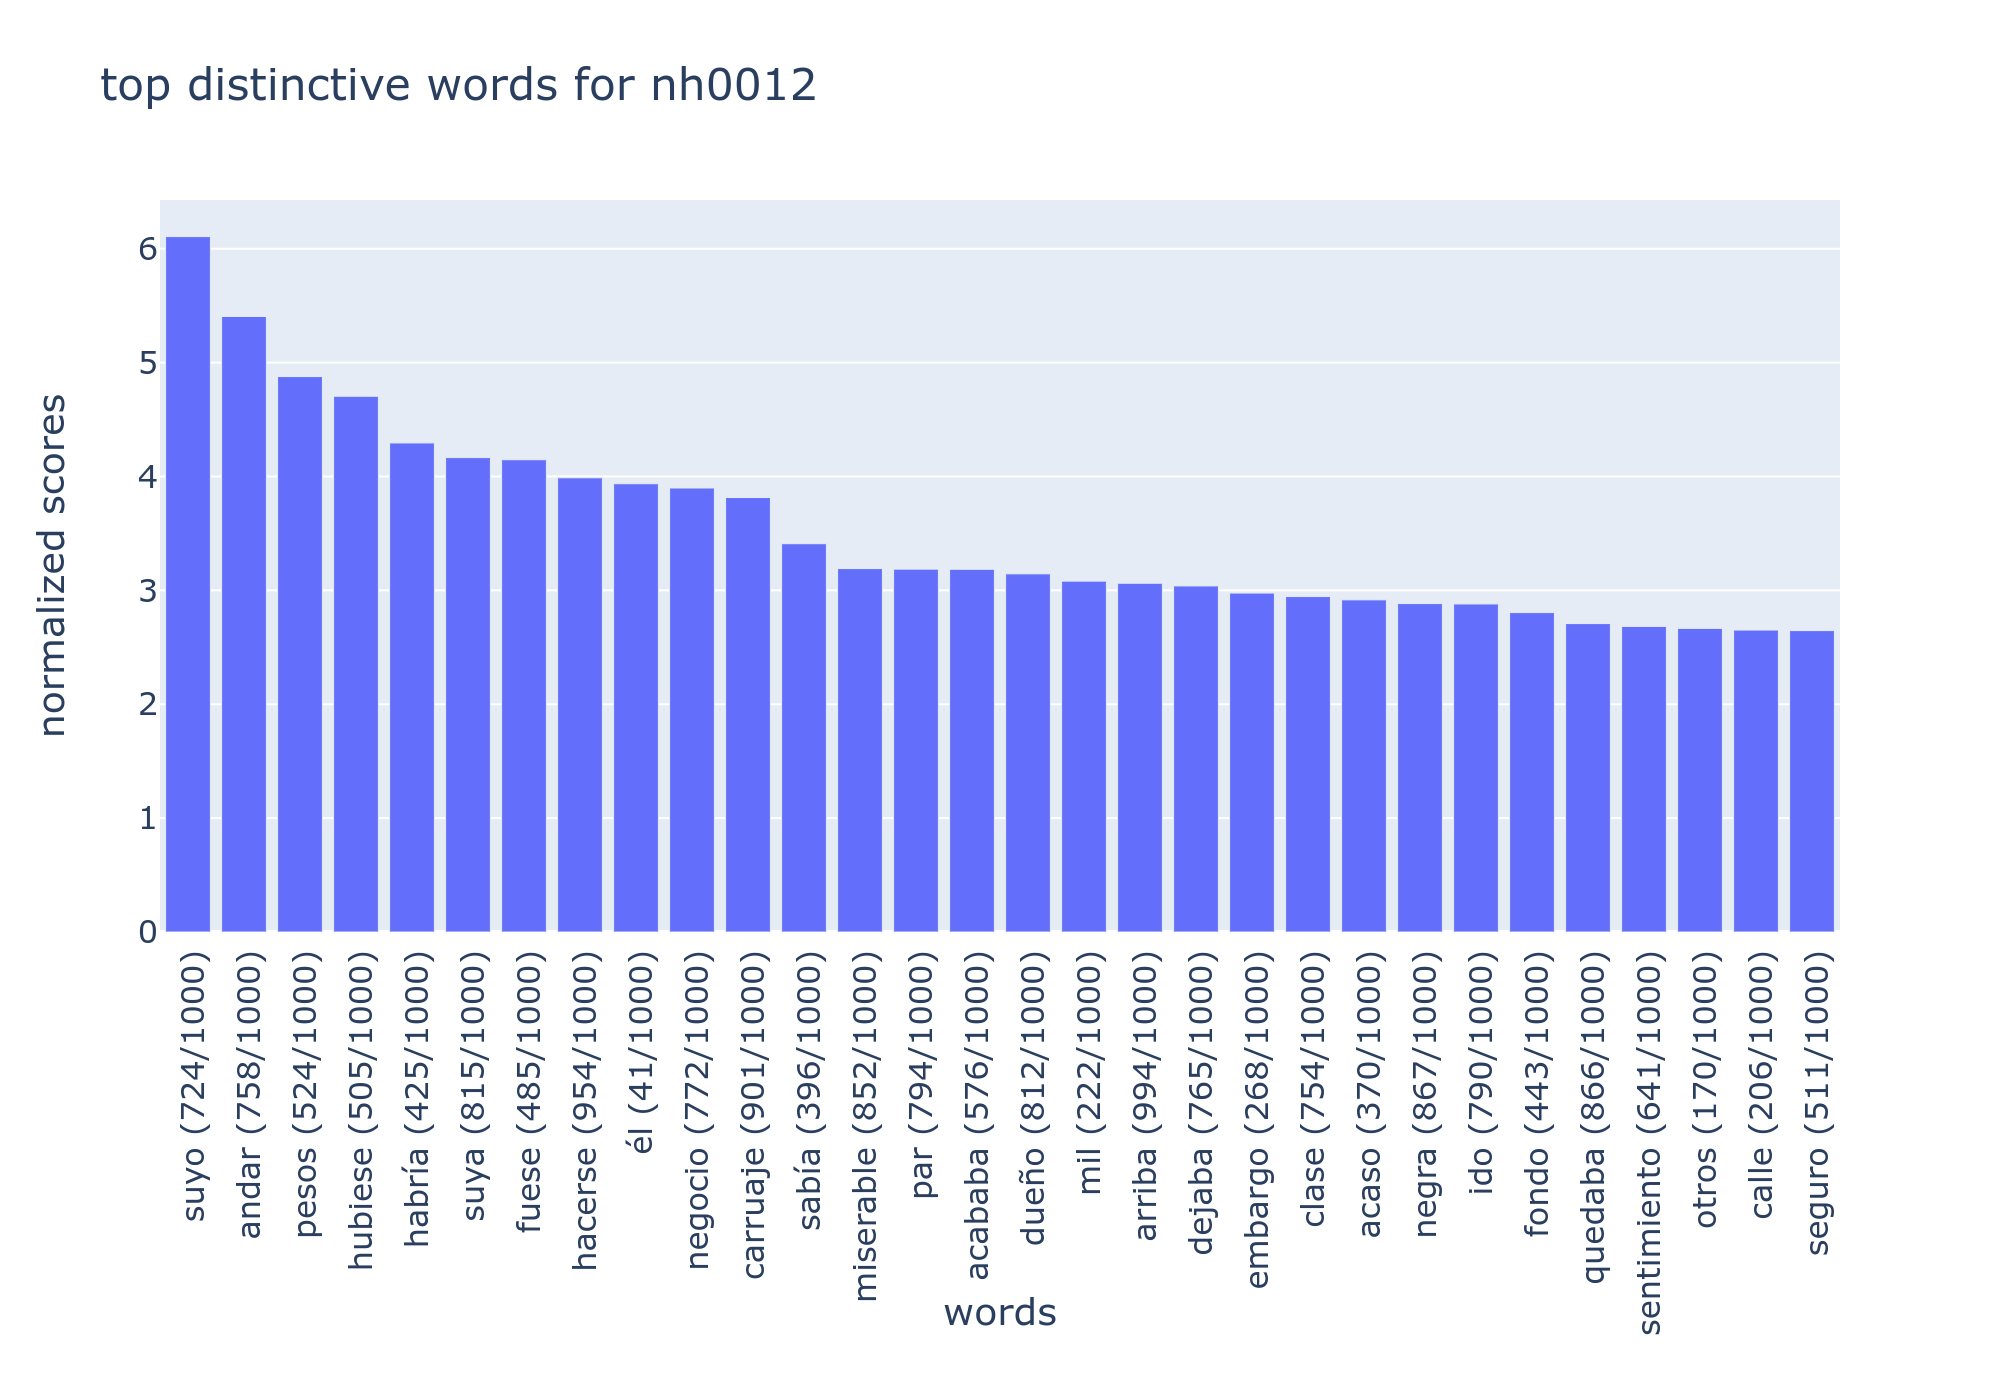 top distinctive words for nh0012
normalized scores
6
5
4
3
2
1
0
suyo (724/1000)
andar (758/1000)
pesos (524/1000)
hubiese (505/1000)
habría (425/1000)
suya (815/1000)
fuese (485/1000)
hacerse (954/1000)
él (41/1000)
negocio (772/1000)
carruaje (901/1000)
sabía (396/1000)
miserable (852/1000)
par (794/1000)
acababa (576/1000)
dueño (812/1000)
mil (222/1000)
arriba (994/1000)
dejaba (765/1000)
embargo (268/1000)
clase (754/1000)
acaso (370/1000)
negra (867/1000)
ido (790/1000)
fondo (443/1000)
quedaba (866/1000)
sentimiento (641/1000)
otros (170/1000)
calle (206/1000)
seguro (511/1000)
words